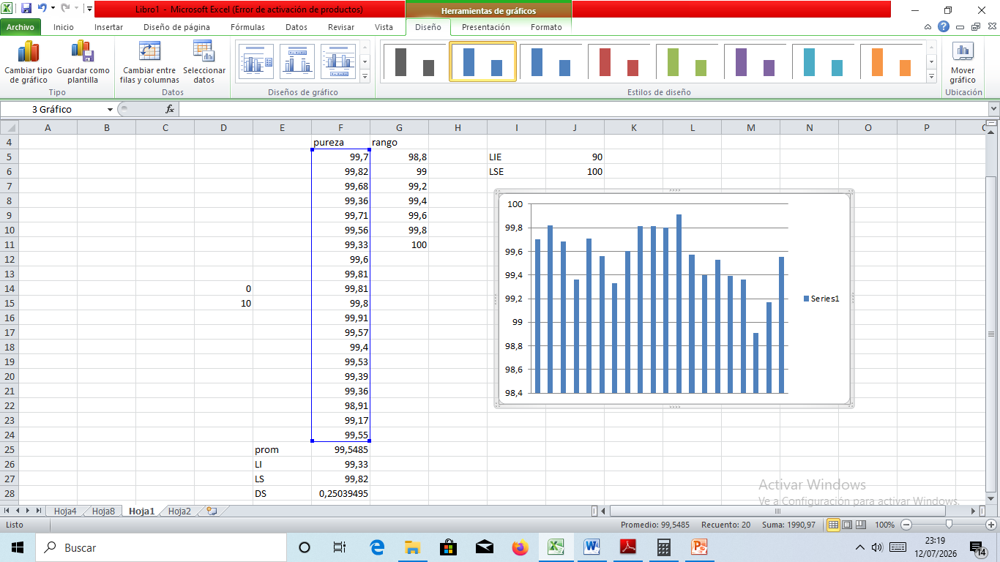 Libro1 - Microsoft Excel (Error de activación de productos)
Herramientas de gráficos
Archivo Inicio Insertar Diseño de página Fórmulas Datos Revisar Vista Diseño Presentación Formato
Cambiar tipo de gráfico
Guardar como plantilla
Cambiar entre filas y columnas
Seleccionar datos
Mover gráfico
Tipo Datos Diseños de gráfico Estilos de diseño Ubicación
3 Gráfico fx
A B C D E F G H I J K L M N O P
4 pureza rango
5 99,7 98,8 LIE 90
6 99,82 99 LSE 100
7 99,68 99,2
8 99,36 99,4
9 99,71 99,6
10 99,56 99,8
11 99,33 100
12 99,6
13 99,81
14 0 99,81
15 10 99,8
16 99,91
17 99,57
18 99,4
19 99,53
20 99,39
21 99,36
22 98,91
23 99,17
24 99,55
25 prom 99,5485
26 LI 99,33
27 LS 99,82
28 DS 0,25039495
100
99,8
99,6
99,4
99,2
99
98,8
98,6
98,4
Series1
Activar Windows
Ve a Configuración para activar Windows.
Hoja4 Hoja8 Hoja1 Hoja2
Listo Promedio: 99,5485 Recuento: 20 Suma: 1990,97 100%
Buscar
23:19
12/07/2026
14